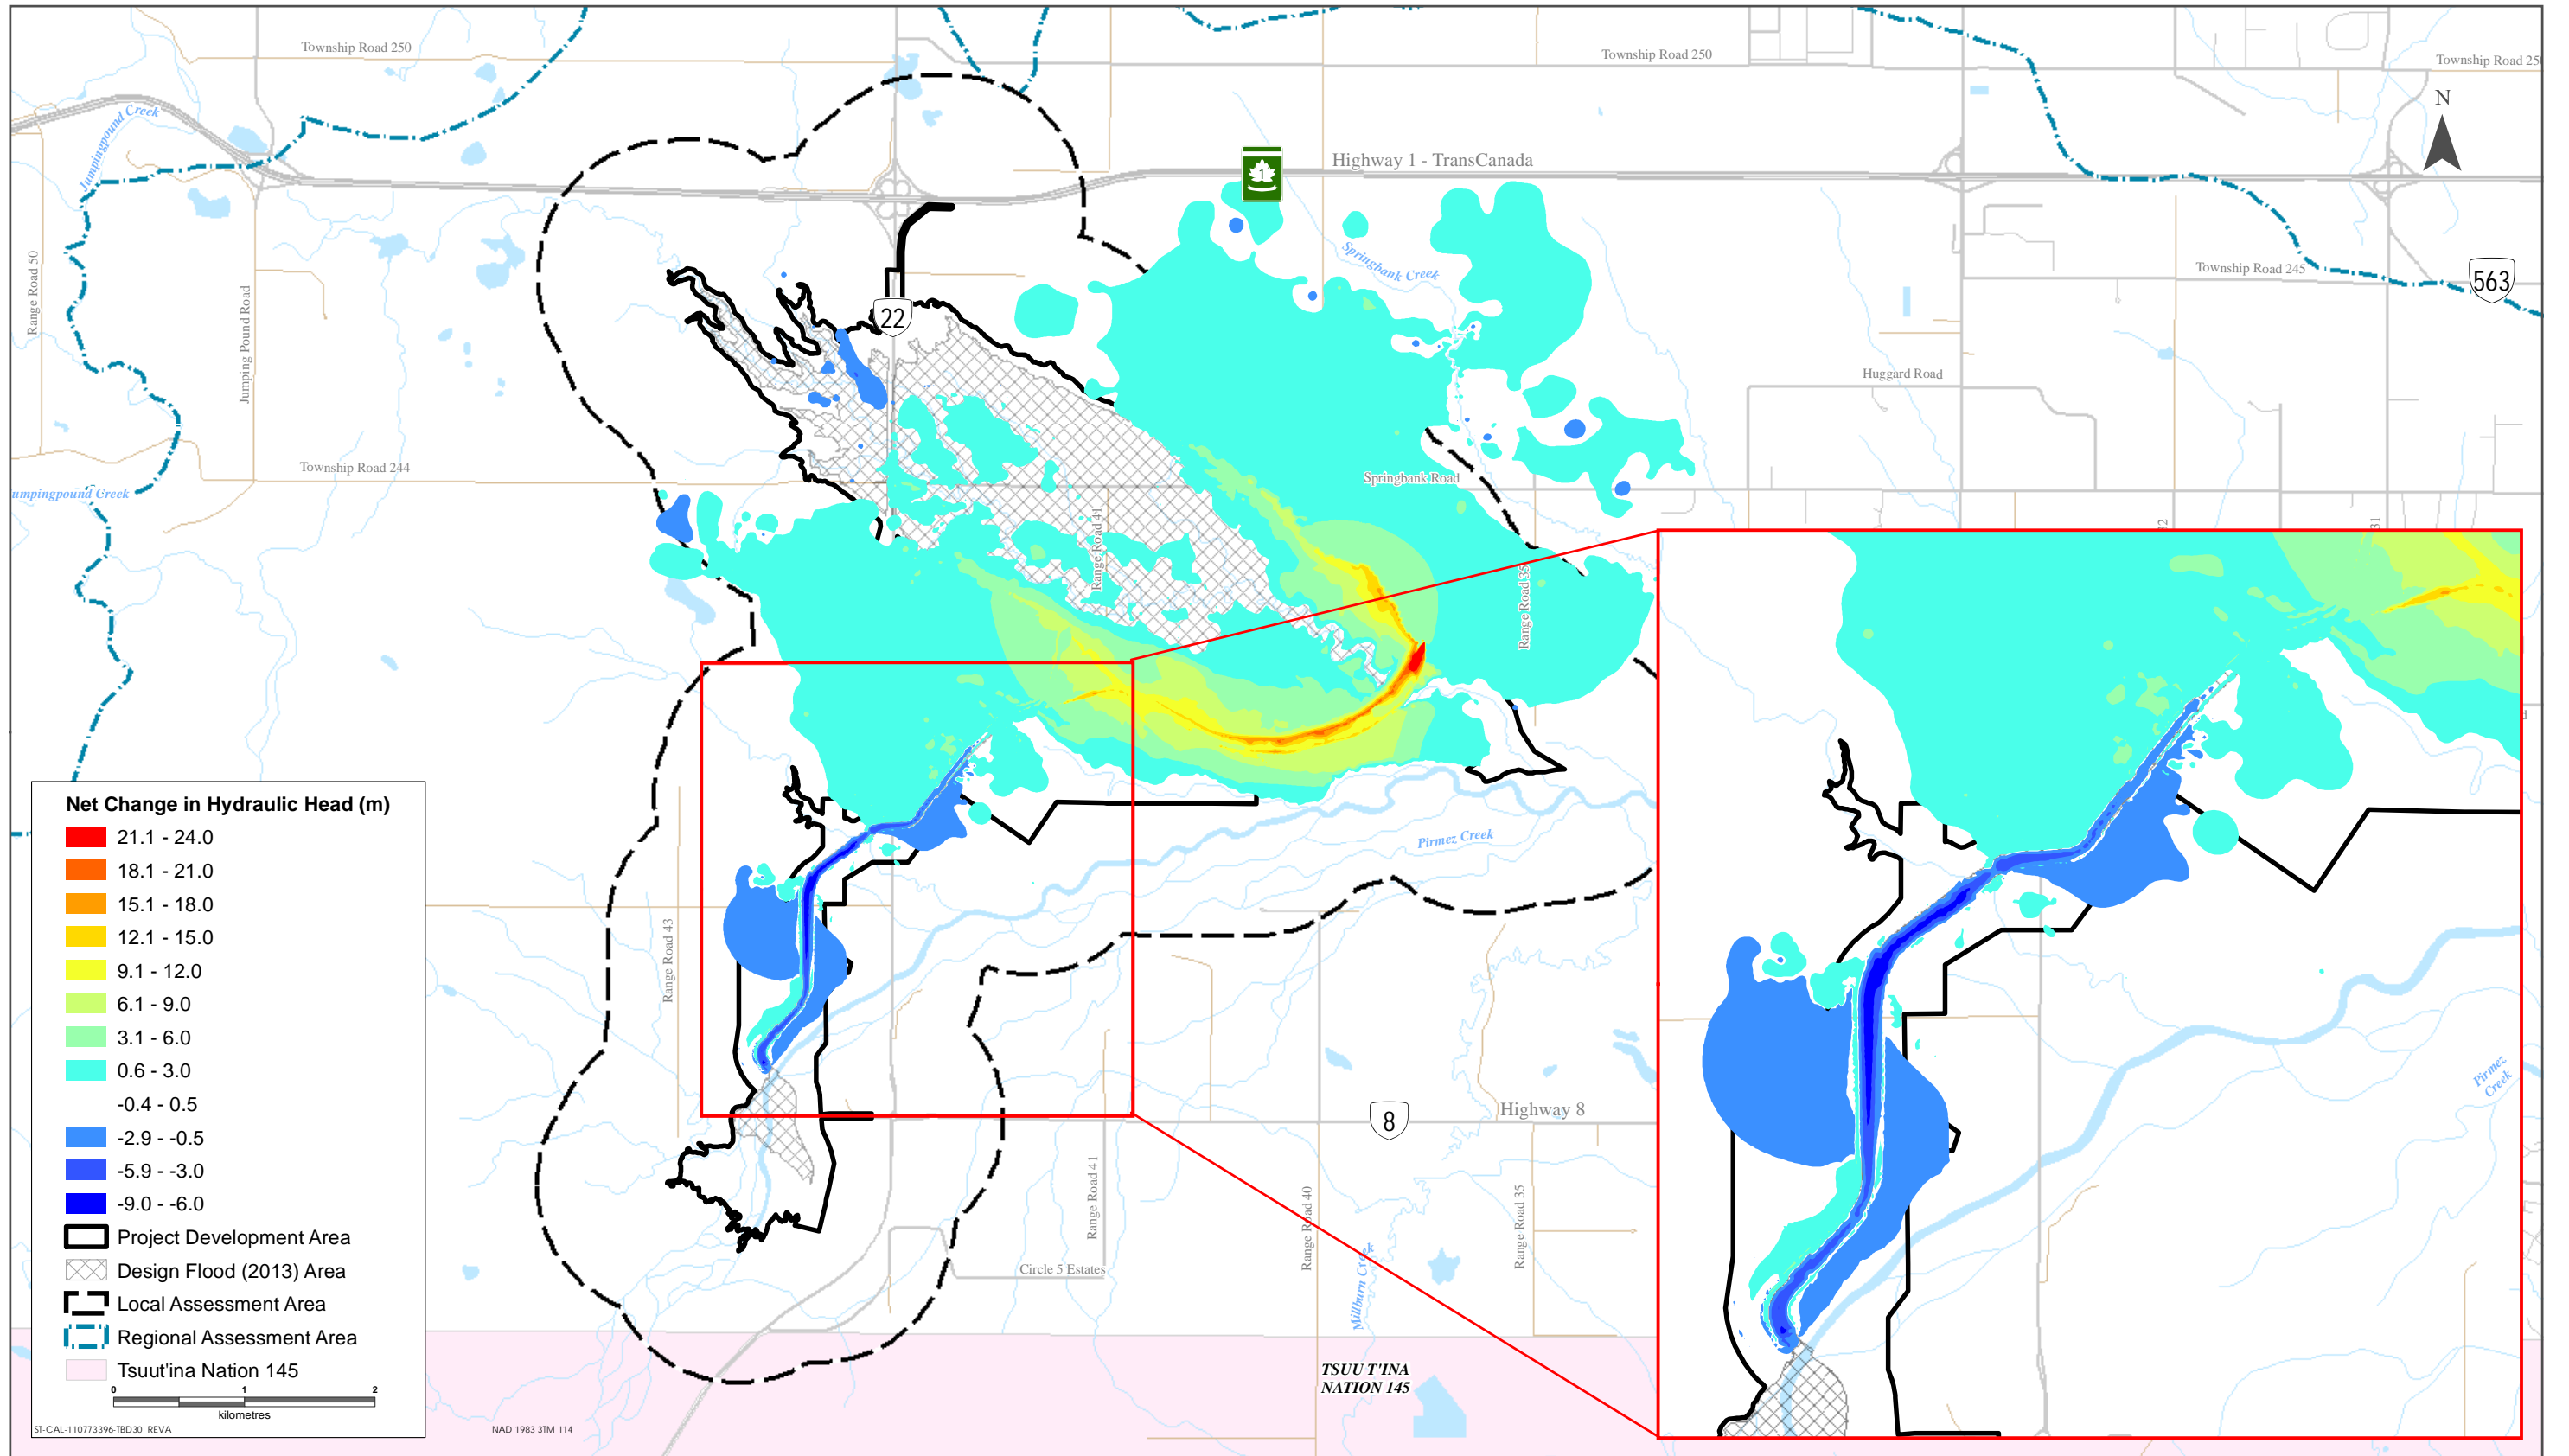 Township Road 250
Township Road 250
Township Road 25
N
Jumpingpound Creek
1
Highway 1 - TransCanada
Springbank Creek
Township Road 245
563
Range Road 50
Jumping Pound Road
22
Huggard Road
Township Road 244
umpingpound Creek
Springbank Road
Range Road 41
Range Road 35
32
31
d
Net Change in Hydraulic Head (m)
21.1 - 24.0
18.1 - 21.0
15.1 - 18.0
12.1 - 15.0
9.1 - 12.0
6.1 - 9.0
3.1 - 6.0
0.6 - 3.0
-0.4 - 0.5
-2.9 - -0.5
-5.9 - -3.0
-9.0 - -6.0
Project Development Area
Design Flood (2013) Area
Local Assessment Area
Regional Assessment Area
Tsuut'ina Nation 145
0 1 2
kilometres
ST-CAL-110773396-TBD30 REVA
NAD 1983 3TM 114
Pirmez Creek
Range Road 43
Pirmez
Creek
8
Highway 8
Range Road 41
Range Road 40
Range Road 35
Circle 5 Estates
Millburn Creek
TSUU T'INA
NATION 145